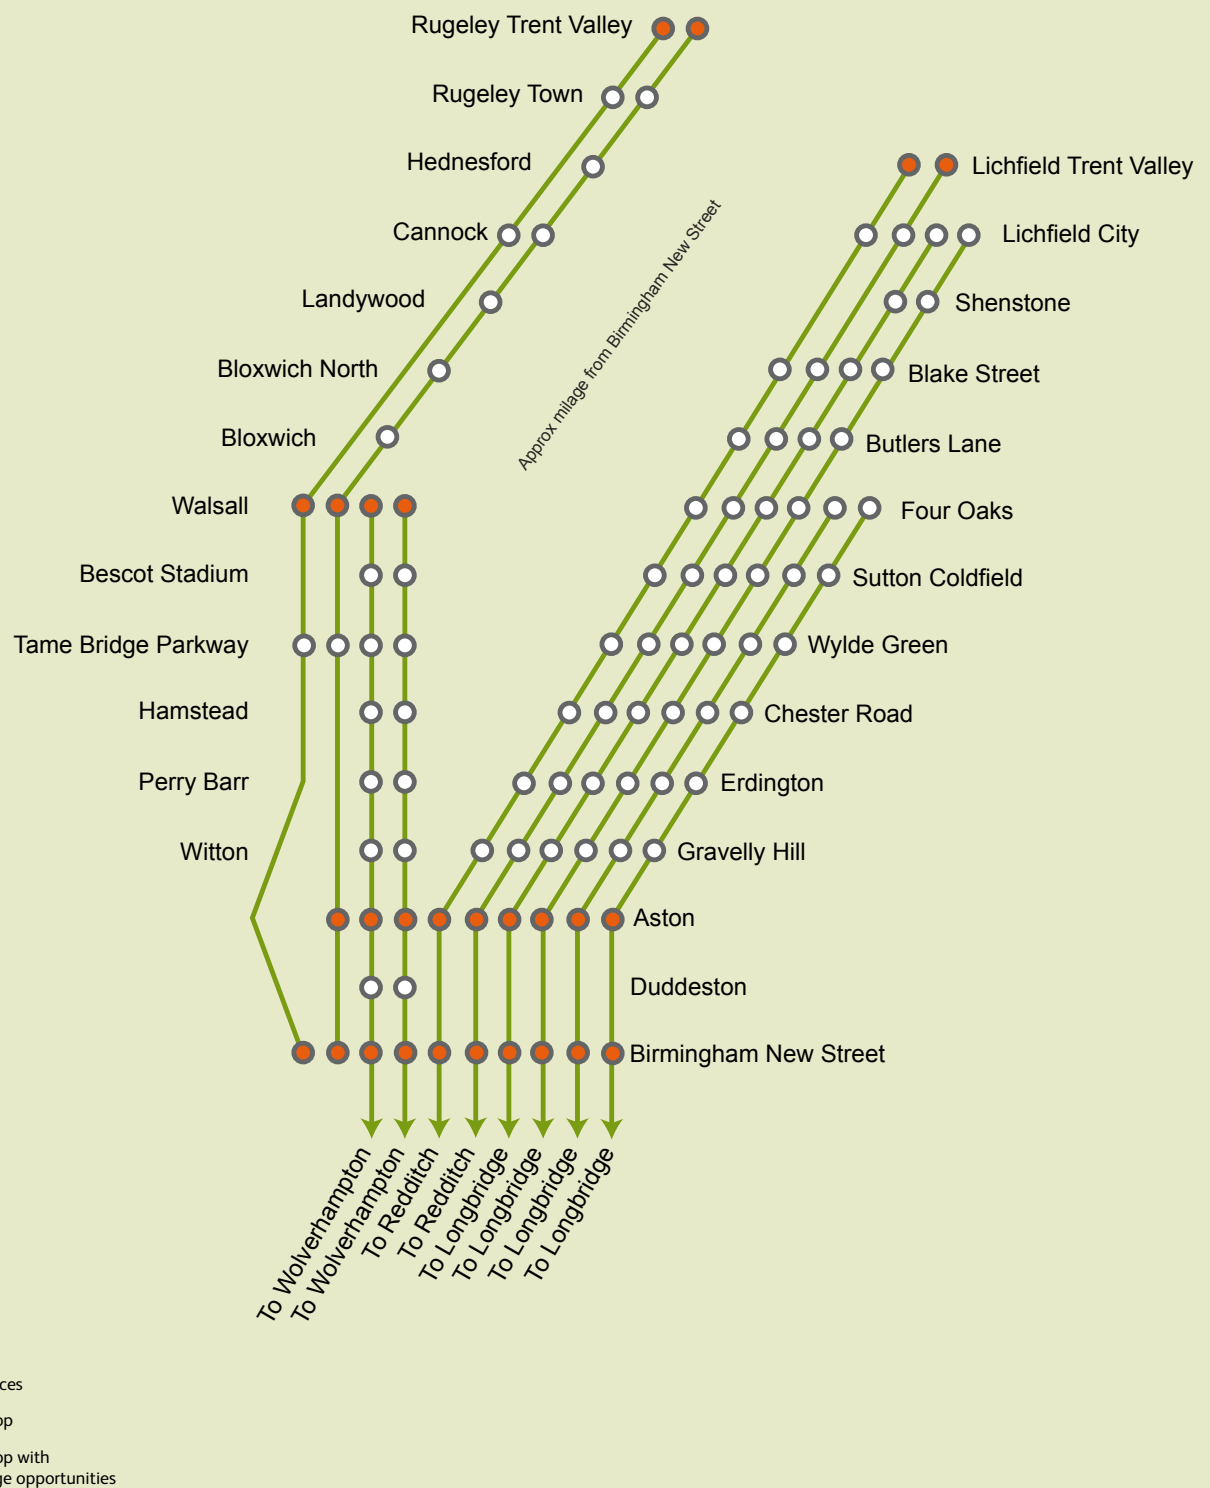 Rugeley Trent Valley
Rugeley Town
Hednesford
Lichfield Trent Valley
Cannock
Lichfield City
Landywood
Shenstone
Approx milage from Birmingham New Street
Bloxwich North
Blake Street
Bloxwich
Butlers Lane
Walsall
Four Oaks
Bescot Stadium
Sutton Coldfield
Tame Bridge Parkway
Wylde Green
Hamstead
Chester Road
Perry Barr
Erdington
Witton
Gravelly Hill
Aston
Duddeston
Birmingham New Street
To Wolverhampton
To Wolverhampton
To Redditch
To Redditch
To Longbridge
To Longbridge
To Longbridge
To Longbridge
ces
op
op with
ge opportunities